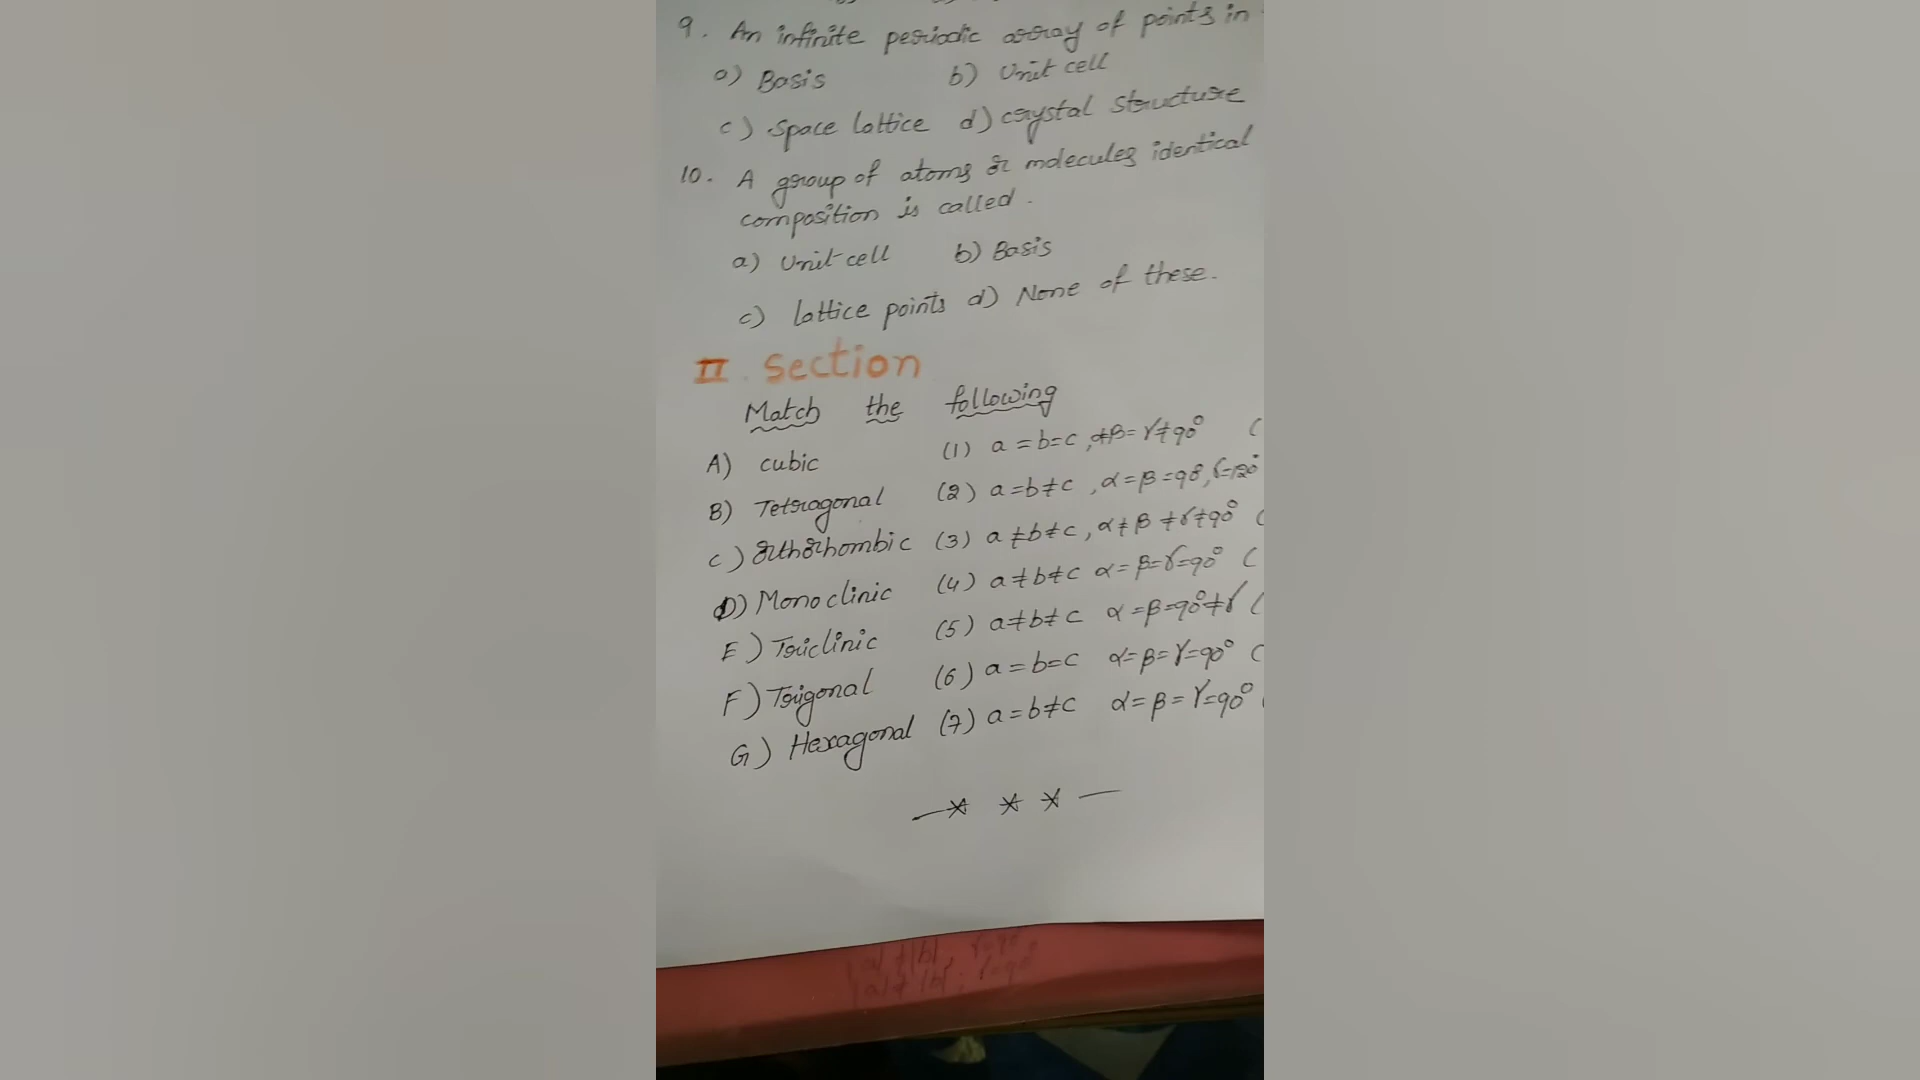 9. An infinite periodic array of points in
a) Basis b) Unit cell
c) Space lattice d) crystal structure
10. A group of atoms or molecules identical
composition is called.
a) Unit cell b) Basis
c) lattice points d) None of these.
II. Section
Match the following
A) cubic (1) a=b=c, α=β=γ≠90° (
B) Tetragonal (2) a=b≠c, α=β=90, γ=120°
C) Orthorhombic (3) a≠b≠c, α≠β≠γ≠90° (
D) Monoclinic (4) a≠b≠c α=β=γ=90° (
E) Triclinic (5) a≠b≠c α=β=90°≠γ (
F) Trigonal (6) a=b=c α=β=γ=90° (
G) Hexagonal (7) a=b≠c α=β=γ=90° (
—* * *—
|a|≠|b|, γ=90°
|a|≠|b|; γ=90°